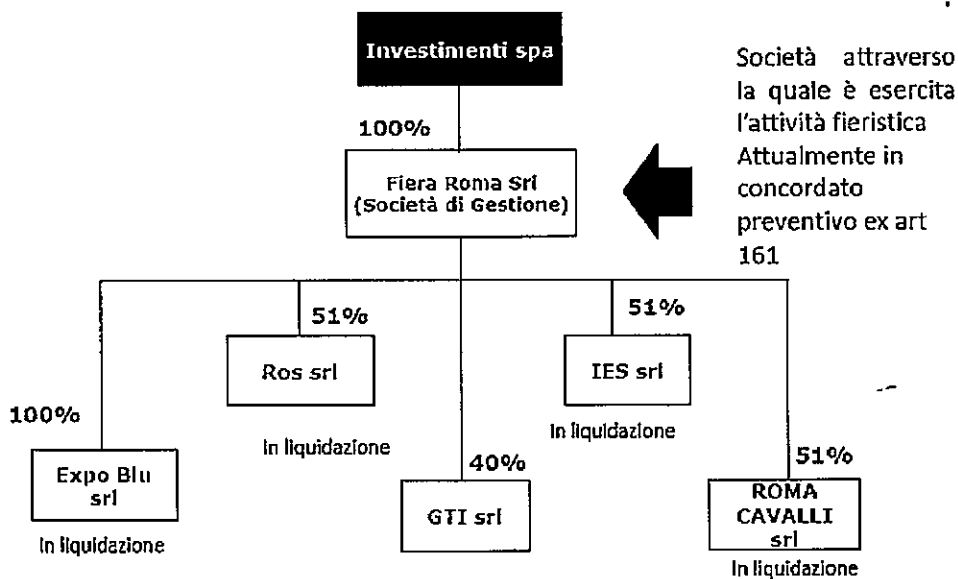 Investimenti spa
Società attraverso
la quale è esercita
l'attività fieristica
Attualmente in
concordato
preventivo ex art
161
100%
Fiera Roma Srl
(Società di Gestione)
51%
Ros srl
In liquidazione
51%
IES srl
In liquidazione
100%
Expo Blu
srl
In liquidazione
40%
GTI srl
51%
ROMA
CAVALLI
srl
In liquidazione